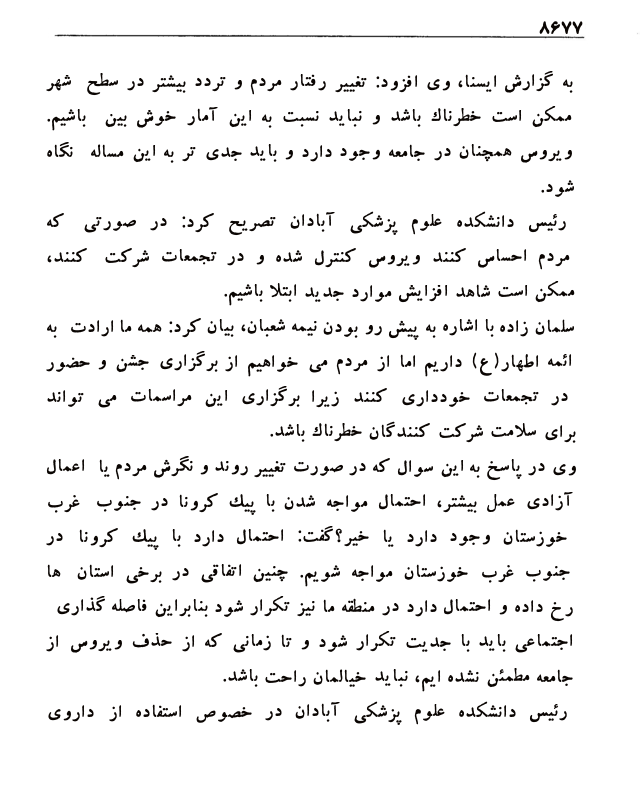 ۸۶۷۷
به گزارش ایسنا، وی افزود: تغییر رفتار مردم و تردد بیشتر در سطح شهر
ممکن است خطرناك باشد و نباید نسبت به این آمار خوش بین باشیم.
ویروس همچنان در جامعه وجود دارد و باید جدی تر به این مساله نگاه
شود.
رئیس دانشکده علوم پزشکی آبادان تصریح کرد: در صورتی که
مردم احساس کنند ویروس کنترل شده و در تجمعات شرکت کنند،
ممکن است شاهد افزایش موارد جدید ابتلا باشیم.
سلمان زاده با اشاره به پیش رو بودن نیمه شعبان، بیان کرد: همه ما ارادت به
ائمه اطهار(ع) داریم اما از مردم می خواهیم از برگزاری جشن و حضور
در تجمعات خودداری کنند زیرا برگزاری این مراسمات می تواند
برای سلامت شرکت کنندگان خطرناك باشد.
وی در پاسخ به این سوال که در صورت تغییر روند و نگرش مردم یا اعمال
آزادی عمل بیشتر، احتمال مواجه شدن با پیك کرونا در جنوب غرب
خوزستان وجود دارد یا خیر؟گفت: احتمال دارد با پیك کرونا در
جنوب غرب خوزستان مواجه شویم. چنین اتفاقی در برخی استان ها
رخ داده و احتمال دارد در منطقه ما نیز تکرار شود بنابراین فاصله گذاری
اجتماعی باید با جدیت تکرار شود و تا زمانی که از حذف ویروس از
جامعه مطمئن نشده ایم، نباید خیالمان راحت باشد.
رئیس دانشکده علوم پزشکی آبادان در خصوص استفاده از داروی